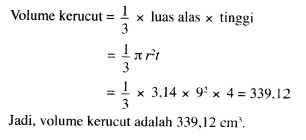 Volume kerucut = 1/3 × luas alas × tinggi
= 1/3 π r²t
= 1/3 × 3,14 × 9² × 4 = 339,12
Jadi, volume kerucut adalah 339,12 cm³.